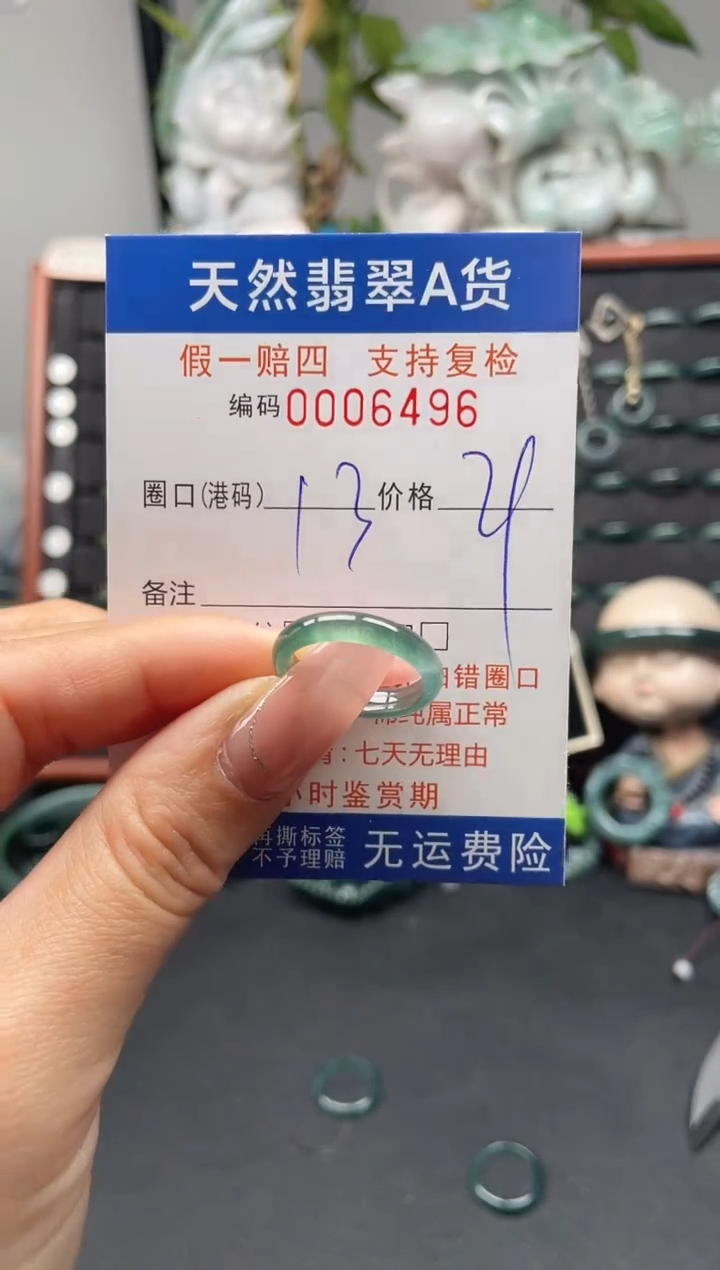 天然翡翠A货
假一赔四 支持复检
编码0006496
圈口(港码) 13 价格
备注
错圈口
属正常
:七天无理由
小时鉴赏期
再撕标签
不予理赔
无运费险